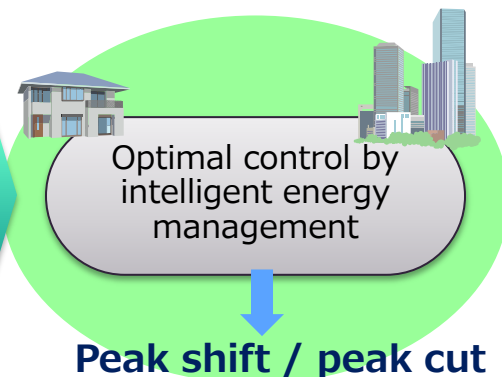 Optimal control by
intelligent energy
management
Peak shift / peak cut